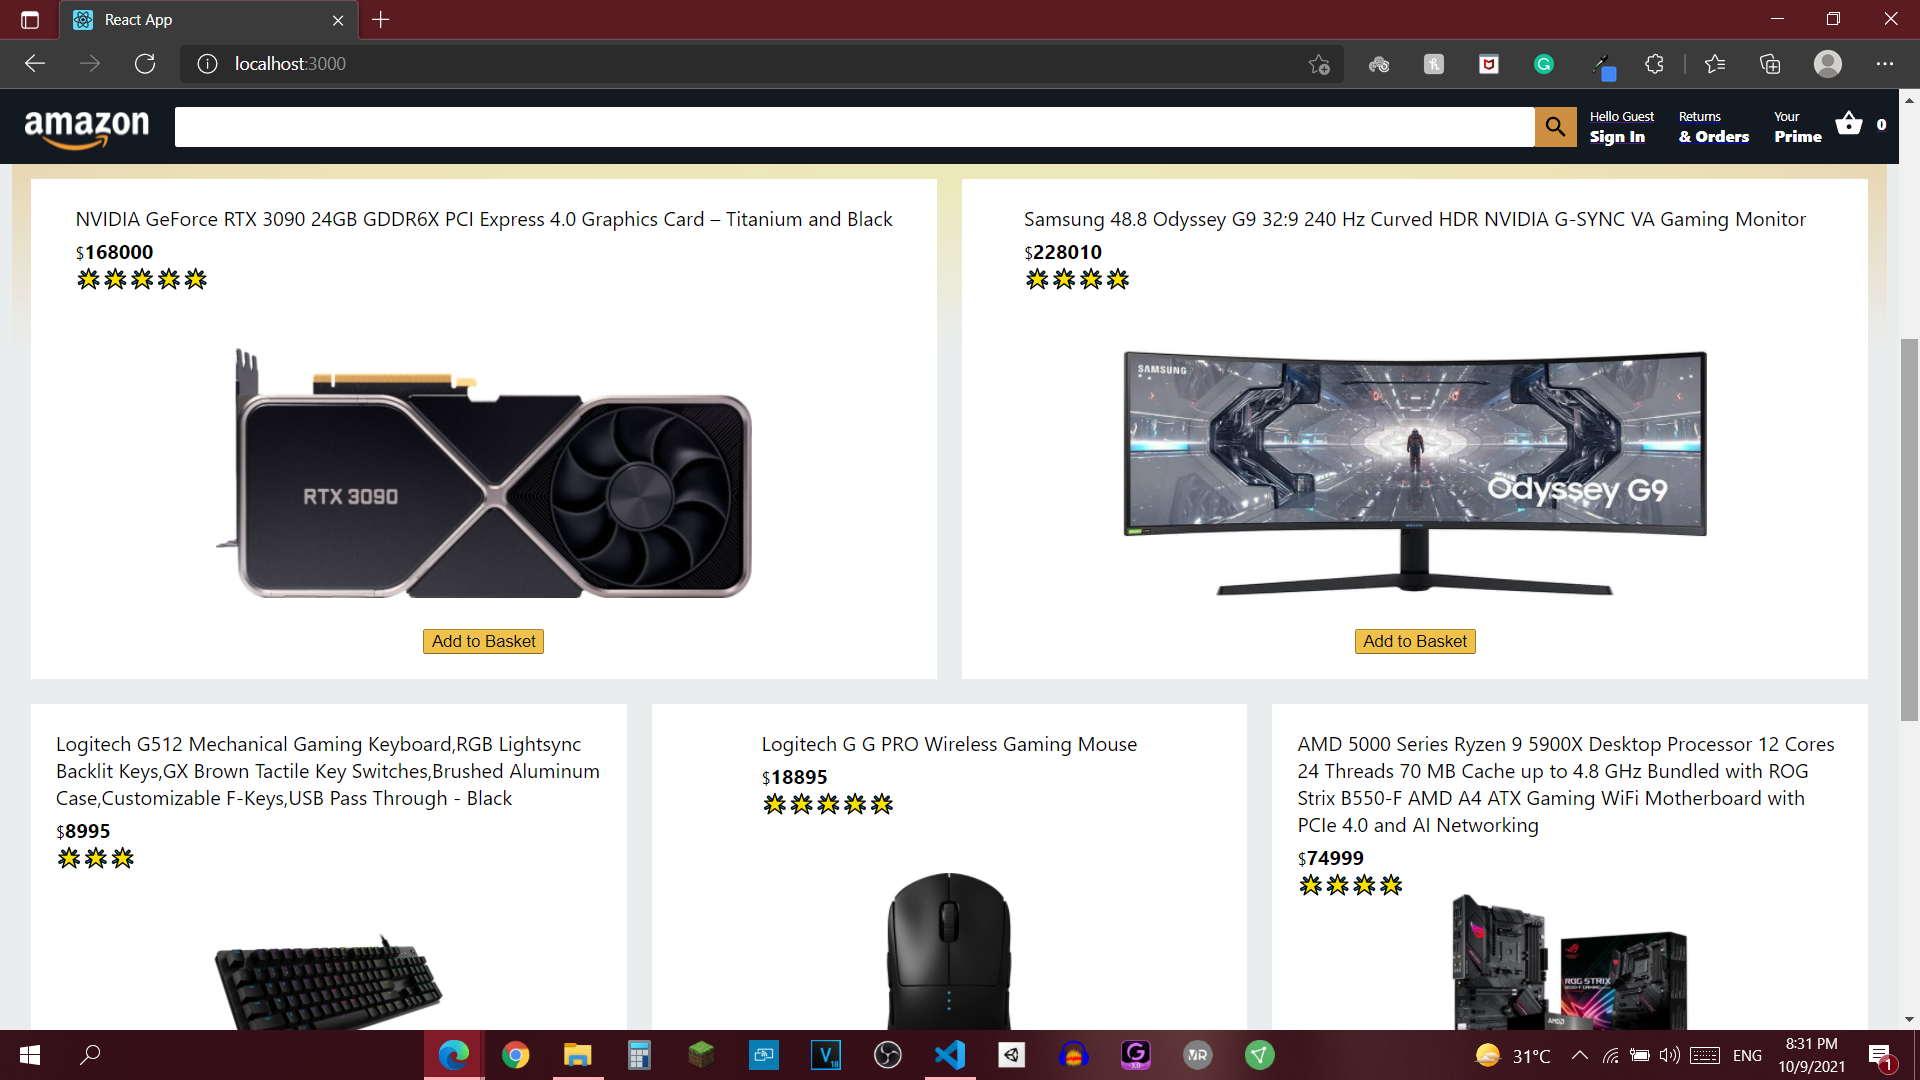 React App
localhost:3000
amazon
Hello Guest
Sign In
Returns
& Orders
Your
Prime
0
NVIDIA GeForce RTX 3090 24GB GDDR6X PCI Express 4.0 Graphics Card – Titanium and Black
$168000
RTX 3090
Add to Basket
Samsung 48.8 Odyssey G9 32:9 240 Hz Curved HDR NVIDIA G-SYNC VA Gaming Monitor
$228010
SAMSUNG
Odyssey G9
Add to Basket
Logitech G512 Mechanical Gaming Keyboard,RGB Lightsync
Backlit Keys,GX Brown Tactile Key Switches,Brushed Aluminum
Case,Customizable F-Keys,USB Pass Through - Black
$8995
Logitech G G PRO Wireless Gaming Mouse
$18895
AMD 5000 Series Ryzen 9 5900X Desktop Processor 12 Cores
24 Threads 70 MB Cache up to 4.8 GHz Bundled with ROG
Strix B550-F AMD A4 ATX Gaming WiFi Motherboard with
PCIe 4.0 and AI Networking
$74999
ROG STRIX
31°C
ENG
8:31 PM
10/9/2021
1